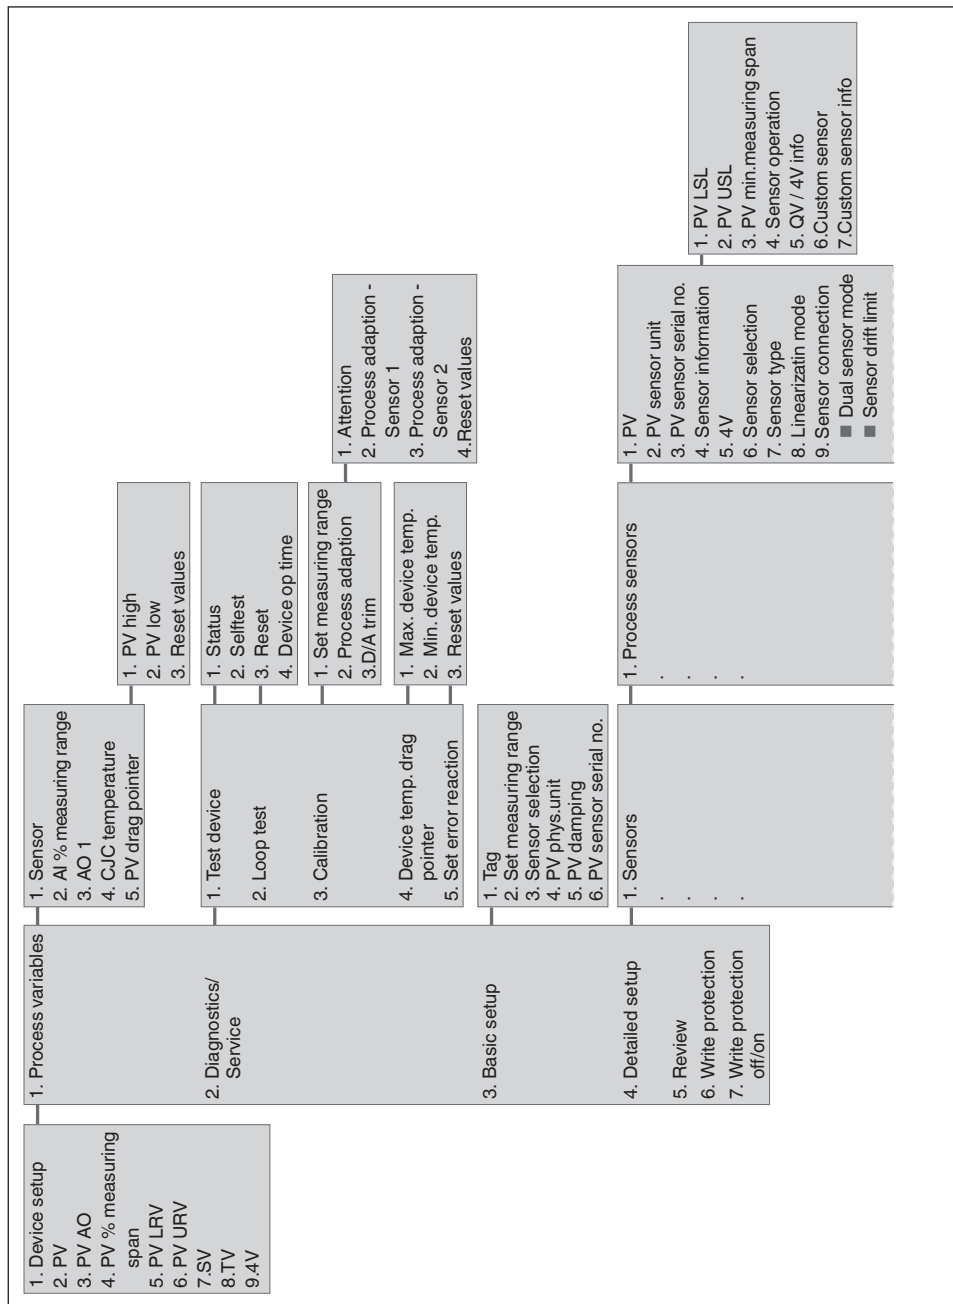 1. Device setup
2. PV
3. PV AO
4. PV % measuring
span
5. PV LRV
6. PV URV
7.SV
8.TV
9.4V
1. Process variables
2. Diagnostics/
Service
3. Basic setup
4. Detailed setup
5. Review
6. Write protection
7. Write protection
off/on
1. Sensor
2. AI % measuring range
3. AO 1
4. CJC temperature
5. PV drag pointer
1. PV high
2. PV low
3. Reset values
1. Test device
2. Loop test
3. Calibration
4. Device temp. drag
pointer
5. Set error reaction
1. Status
2. Selftest
3. Reset
4. Device op time
1. Set measuring range
2. Process adaption
3.D/A trim
1. Attention
2. Process adaption -
Sensor 1
3. Process adaption -
Sensor 2
4.Reset values
1. Max. device temp.
2. Min. device temp.
3. Reset values
1. Tag
2. Set measuring range
3. Sensor selection
4. PV phys.unit
5. PV damping
6. PV sensor serial no.
1. Sensors
.
.
.
.
1. Process sensors
.
.
.
.
1. PV
2. PV sensor unit
3. PV sensor serial no.
4. Sensor information
5. 4V
6. Sensor selection
7. Sensor type
8. Linearizatin mode
9. Sensor connection
■ Dual sensor mode
■ Sensor drift limit
1. PV LSL
2. PV USL
3. PV min.measuring span
4. Sensor operation
5. QV / 4V info
6.Custom sensor
7.Custom sensor info